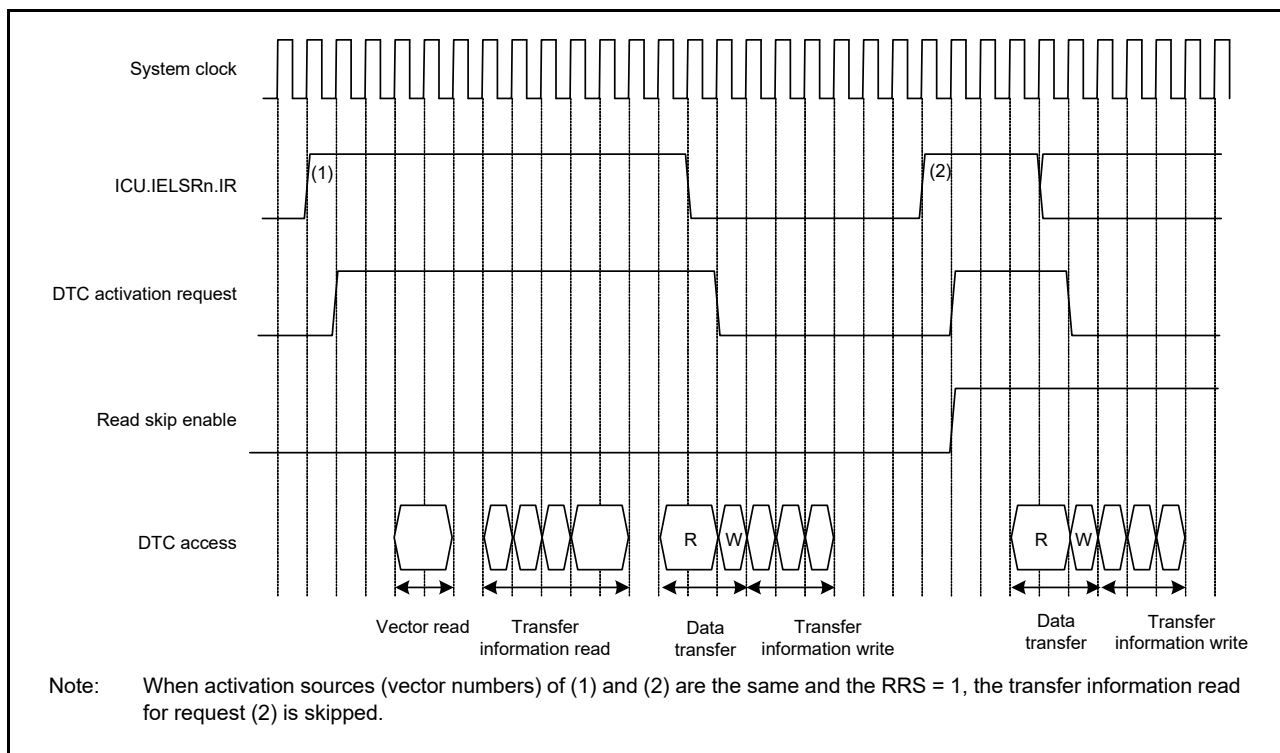 System clock
(1)
(2)
ICU.IELSRn.IR
DTC activation request
Read skip enable
DTC access
R
W
R
W
Vector read
Transfer
information read
Data
transfer
Transfer
information write
Data
transfer
Transfer
information write
Note: When activation sources (vector numbers) of (1) and (2) are the same and the RRS = 1, the transfer information read
for request (2) is skipped.